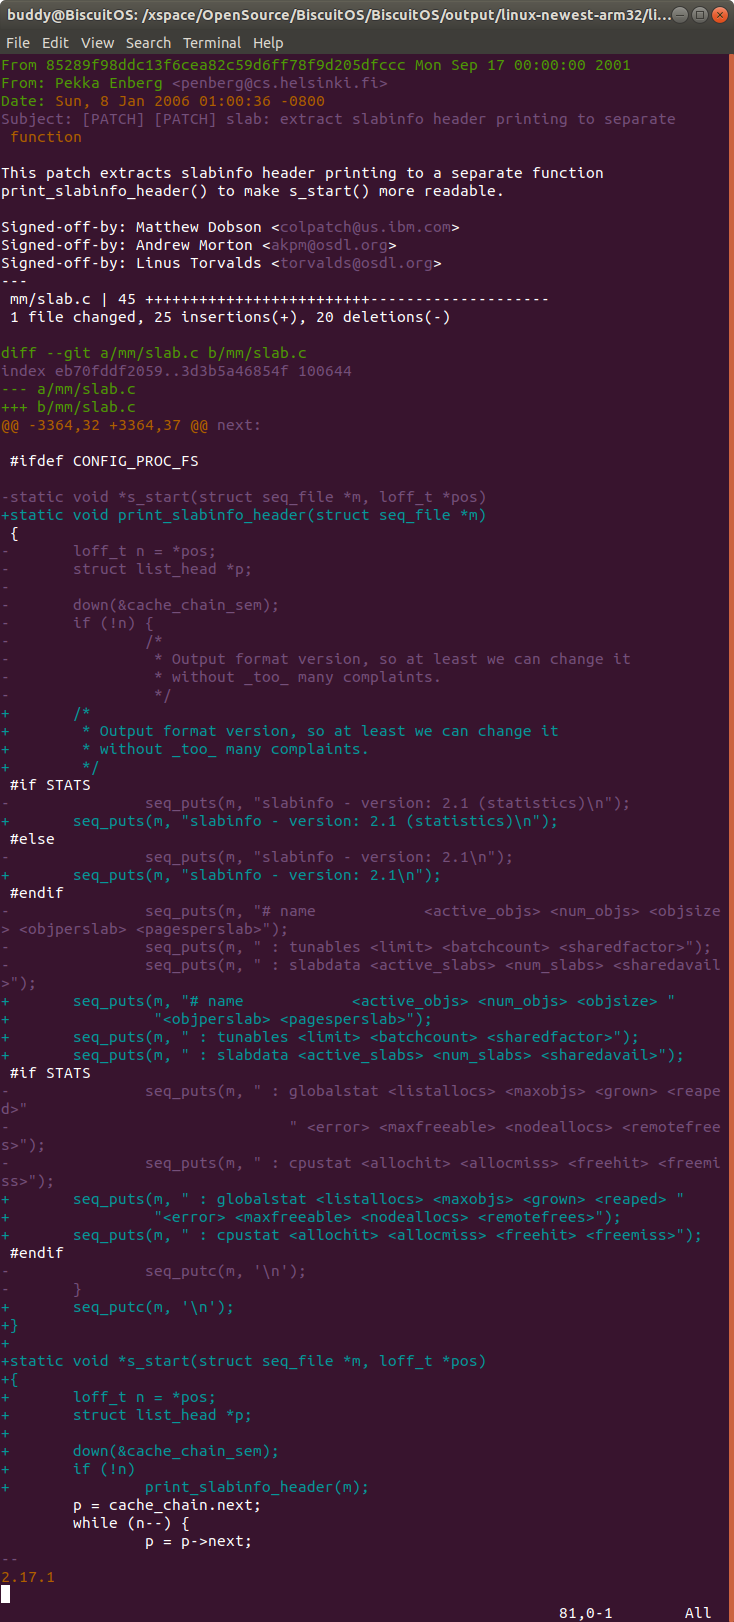 buddy@BiscuitOS: /xspace/OpenSource/BiscuitOS/BiscuitOS/output/linux-newest-arm32/li...
File Edit View Search Terminal Help
From 85289f98ddc13f6cea82c59d6ff78f9d205dfccc Mon Sep 17 00:00:00 2001
From: Pekka Enberg <penberg@cs.helsinki.fi>
Date: Sun, 8 Jan 2006 01:00:36 -0800
Subject: [PATCH] [PATCH] slab: extract slabinfo header printing to separate
 function

This patch extracts slabinfo header printing to a separate function
print_slabinfo_header() to make s_start() more readable.

Signed-off-by: Matthew Dobson <colpatch@us.ibm.com>
Signed-off-by: Andrew Morton <akpm@osdl.org>
Signed-off-by: Linus Torvalds <torvalds@osdl.org>
---
 mm/slab.c | 45 +++++++++++++++++++++++++--------------------
 1 file changed, 25 insertions(+), 20 deletions(-)

diff --git a/mm/slab.c b/mm/slab.c
index eb70fddf2059..3d3b5a46854f 100644
--- a/mm/slab.c
+++ b/mm/slab.c
@@ -3364,32 +3364,37 @@ next:

 #ifdef CONFIG_PROC_FS

-static void *s_start(struct seq_file *m, loff_t *pos)
+static void print_slabinfo_header(struct seq_file *m)
 {
-       loff_t n = *pos;
-       struct list_head *p;
-
-       down(&cache_chain_sem);
-       if (!n) {
-               /*
-                * Output format version, so at least we can change it
-                * without _too_ many complaints.
-                */
+       /*
+        * Output format version, so at least we can change it
+        * without _too_ many complaints.
+        */
 #if STATS
-               seq_puts(m, "slabinfo - version: 2.1 (statistics)\n");
+       seq_puts(m, "slabinfo - version: 2.1 (statistics)\n");
 #else
-               seq_puts(m, "slabinfo - version: 2.1\n");
+       seq_puts(m, "slabinfo - version: 2.1\n");
 #endif
-               seq_puts(m, "# name            <active_objs> <num_objs> <objsize
> <objperslab> <pagesperslab>");
-               seq_puts(m, " : tunables <limit> <batchcount> <sharedfactor>");
-               seq_puts(m, " : slabdata <active_slabs> <num_slabs> <sharedavail
>");
+       seq_puts(m, "# name            <active_objs> <num_objs> <objsize> "
+                "<objperslab> <pagesperslab>");
+       seq_puts(m, " : tunables <limit> <batchcount> <sharedfactor>");
+       seq_puts(m, " : slabdata <active_slabs> <num_slabs> <sharedavail>");
 #if STATS
-               seq_puts(m, " : globalstat <listallocs> <maxobjs> <grown> <reape
d>"
-                               " <error> <maxfreeable> <nodeallocs> <remotefree
s>");
-               seq_puts(m, " : cpustat <allochit> <allocmiss> <freehit> <freemi
ss>");
+       seq_puts(m, " : globalstat <listallocs> <maxobjs> <grown> <reaped> "
+                "<error> <maxfreeable> <nodeallocs> <remotefrees>");
+       seq_puts(m, " : cpustat <allochit> <allocmiss> <freehit> <freemiss>");
 #endif
-               seq_putc(m, '\n');
-       }
+       seq_putc(m, '\n');
+}
+
+static void *s_start(struct seq_file *m, loff_t *pos)
+{
+       loff_t n = *pos;
+       struct list_head *p;
+
+       down(&cache_chain_sem);
+       if (!n)
+               print_slabinfo_header(m);
        p = cache_chain.next;
        while (n--) {
                p = p->next;
--
2.17.1
81,0-1 All